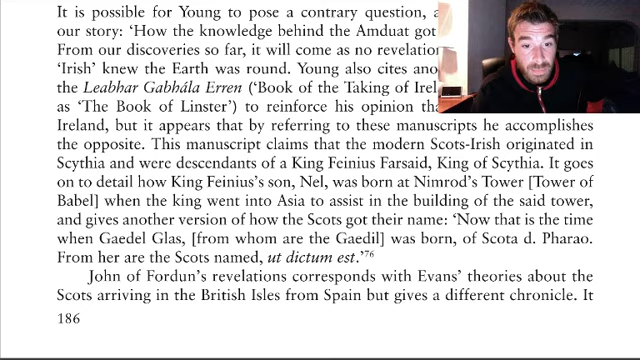 It is possible for Young to pose a contrary question,
our story: ‘How the knowledge behind the Amduat got
From our discoveries so far, it will come as no revelation
‘Irish’ knew the Earth was round. Young also cites
the Leabhar Gabhála Erren (‘Book of the Taking of
as ‘The Book of Linster’) to reinforce his opinion
Ireland, but it appears that by referring to these manuscripts he accomplishes
the opposite. This manuscript claims that the modern Scots-Irish originated in
Scythia and were descendants of a King Feinius Farsaid, King of Scythia. It goes
on to detail how King Feinius’s son, Nel, was born at Nimrod’s Tower [Tower of
Babel] when the king went into Asia to assist in the building of the said tower,
and gives another version of how the Scots got their name: ‘Now that is the time
when Gaedel Glas, [from whom are the Gaedil] was born, of Scota d. Pharao.
From her are the Scots named, ut dictum est.’76
John of Fordun’s revelations corresponds with Evans’ theories about the
Scots arriving in the British Isles from Spain but gives a different chronicle. It
186